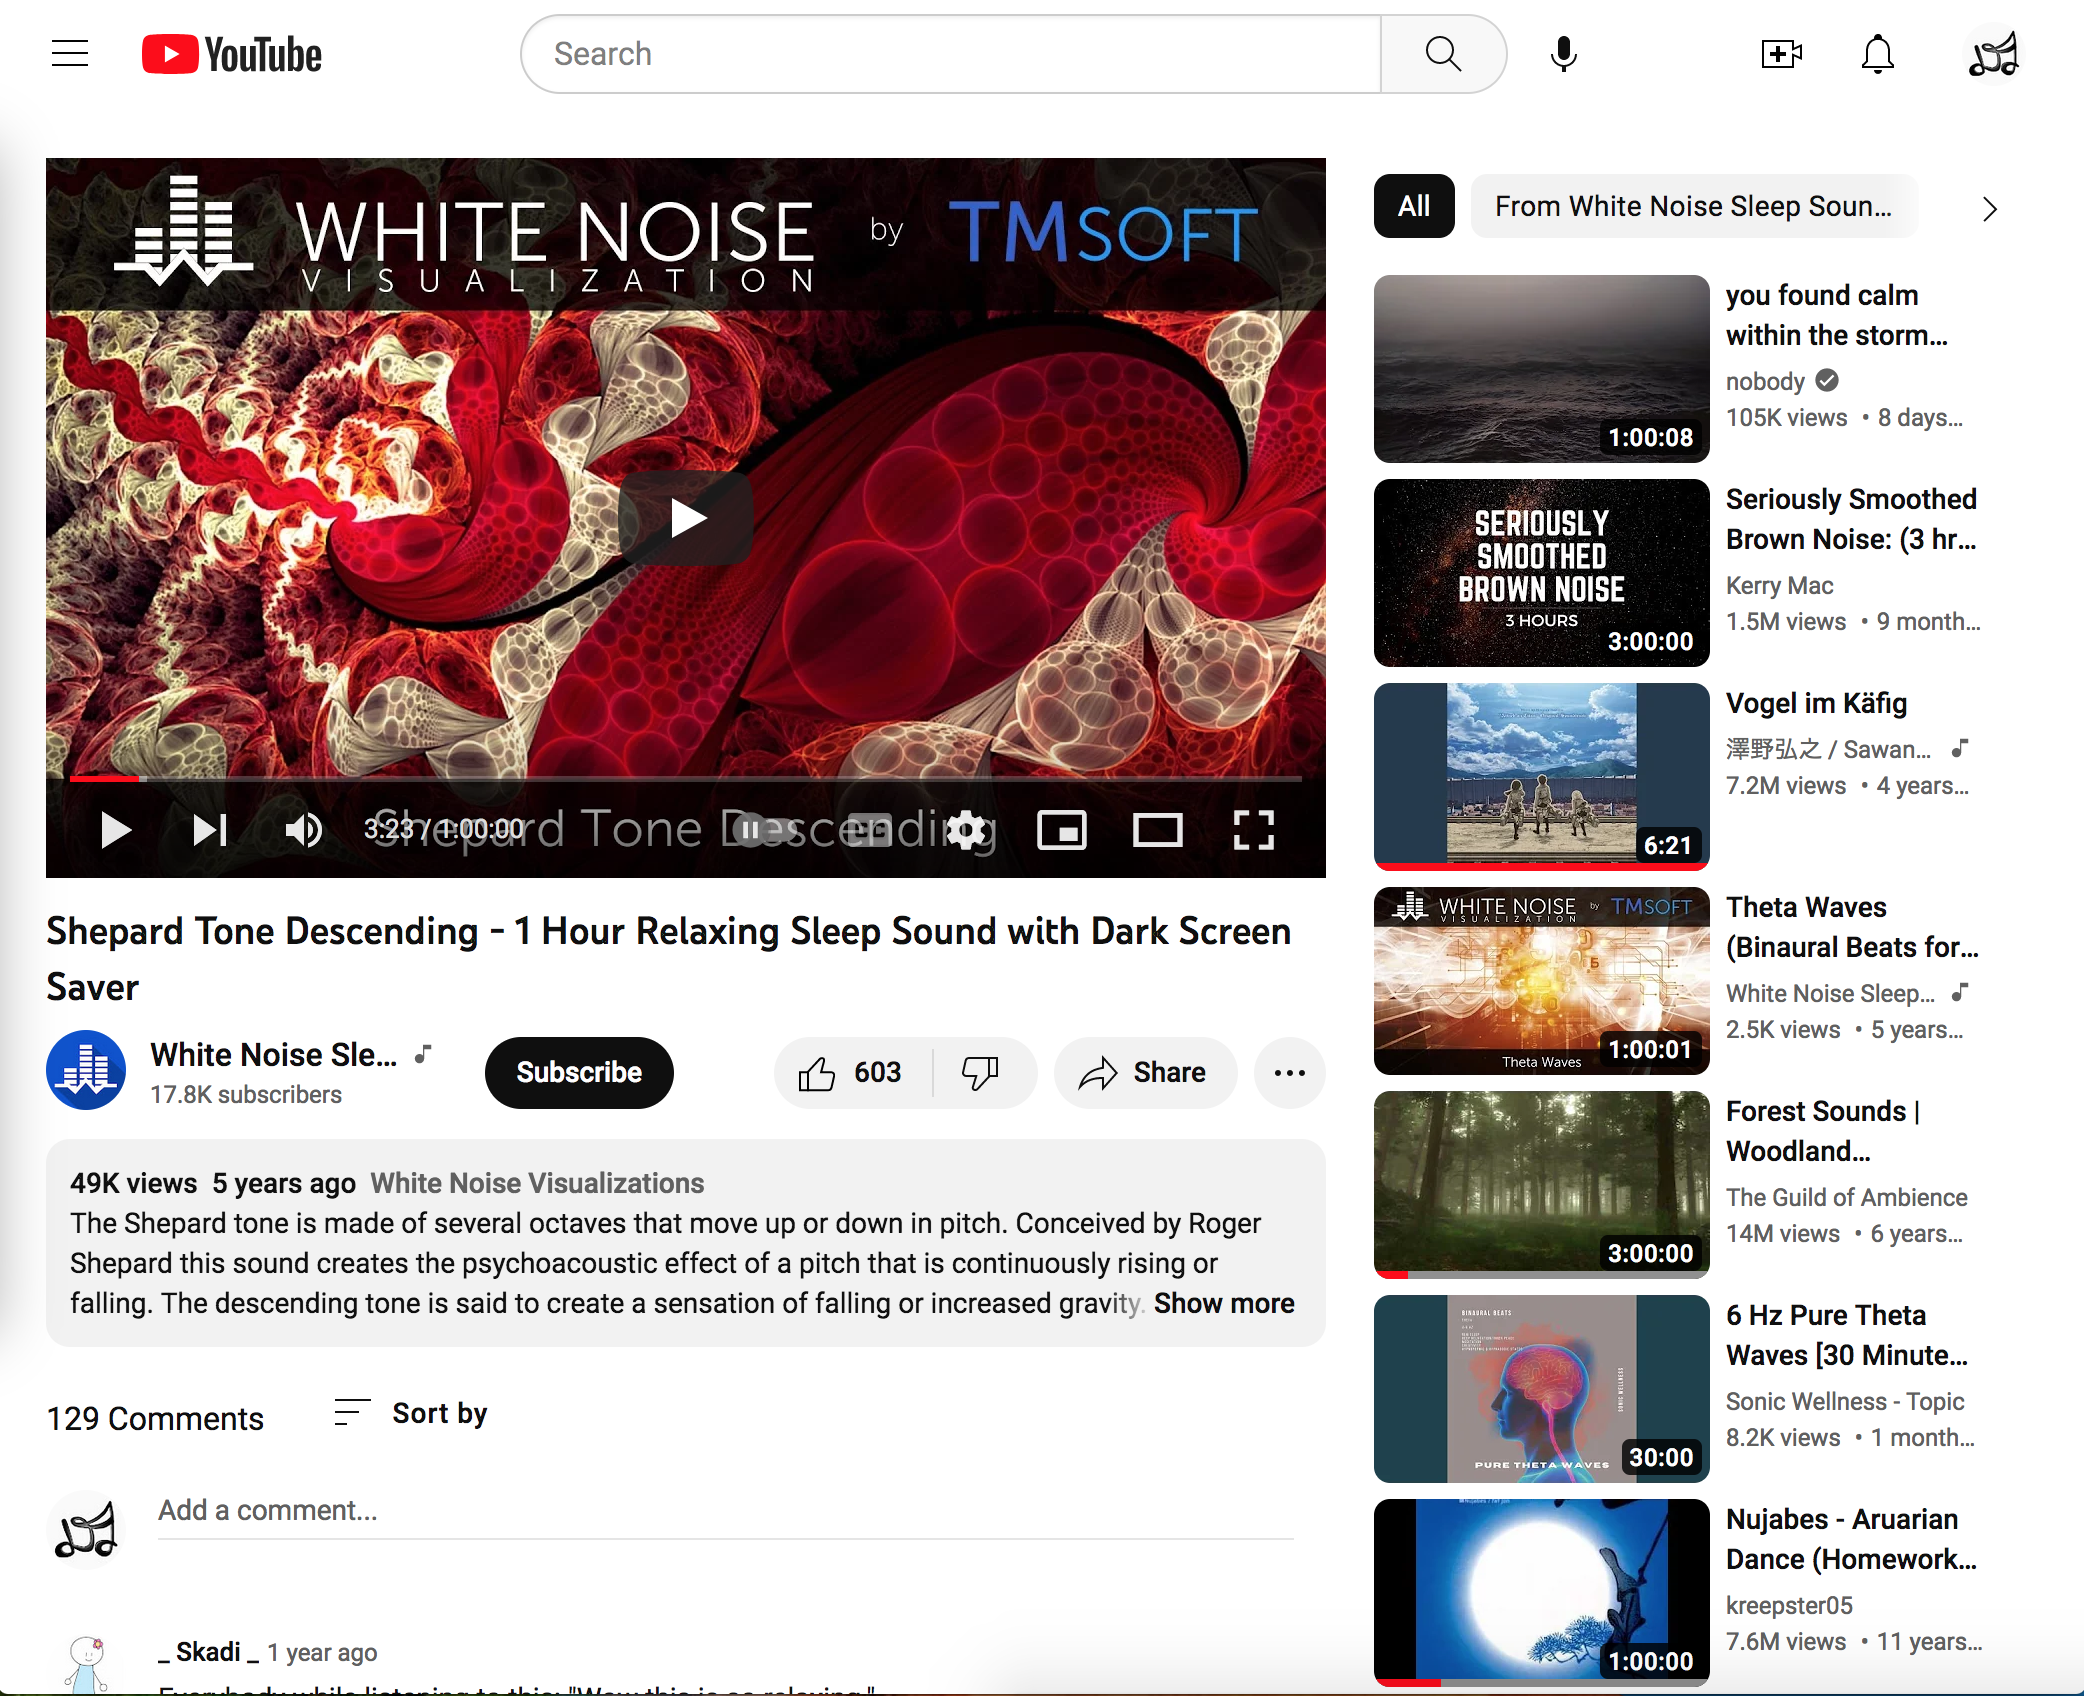 YouTube
Search
WHITE NOISE by TMSOFT
VISUALIZATION
Shepard Tone Descending
3:23 / 1:00:00
Shepard Tone Descending - 1 Hour Relaxing Sleep Sound with Dark Screen
Saver
White Noise Sle...
17.8K subscribers
Subscribe
603
Share
49K views 5 years ago White Noise Visualizations
The Shepard tone is made of several octaves that move up or down in pitch. Conceived by Roger
Shepard this sound creates the psychoacoustic effect of a pitch that is continuously rising or
falling. The descending tone is said to create a sensation of falling or increased gravity. Show more
129 Comments
Sort by
Add a comment...
_ Skadi _ 1 year ago
Everybody while listening to this: "Wow this is so relaxing."
All
From White Noise Sleep Soun...
1:00:08
you found calm
within the storm...
nobody
105K views • 8 days...
SERIOUSLY
SMOOTHED
BROWN NOISE
3 HOURS
3:00:00
Seriously Smoothed
Brown Noise: (3 hr...
Kerry Mac
1.5M views • 9 month...
6:21
Vogel im Käfig
澤野弘之 / Sawan...
7.2M views • 4 years...
WHITE NOISE by TMSOFT
VISUALIZATION
Theta Waves
1:00:01
Theta Waves
(Binaural Beats for...
White Noise Sleep...
2.5K views • 5 years...
3:00:00
Forest Sounds |
Woodland...
The Guild of Ambience
14M views • 6 years...
BINAURAL BEATS
SONIC WELLNESS
PURE THETA WAVES
30:00
6 Hz Pure Theta
Waves [30 Minute...
Sonic Wellness - Topic
8.2K views • 1 month...
1:00:00
Nujabes - Aruarian
Dance (Homework...
kreepster05
7.6M views • 11 years...